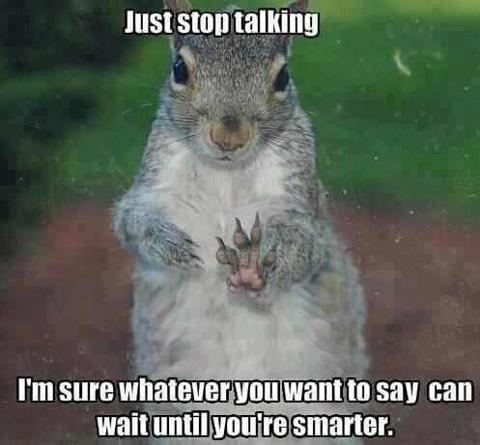 Just stop talking
I'm sure whatever you want to say can
wait until you're smarter.